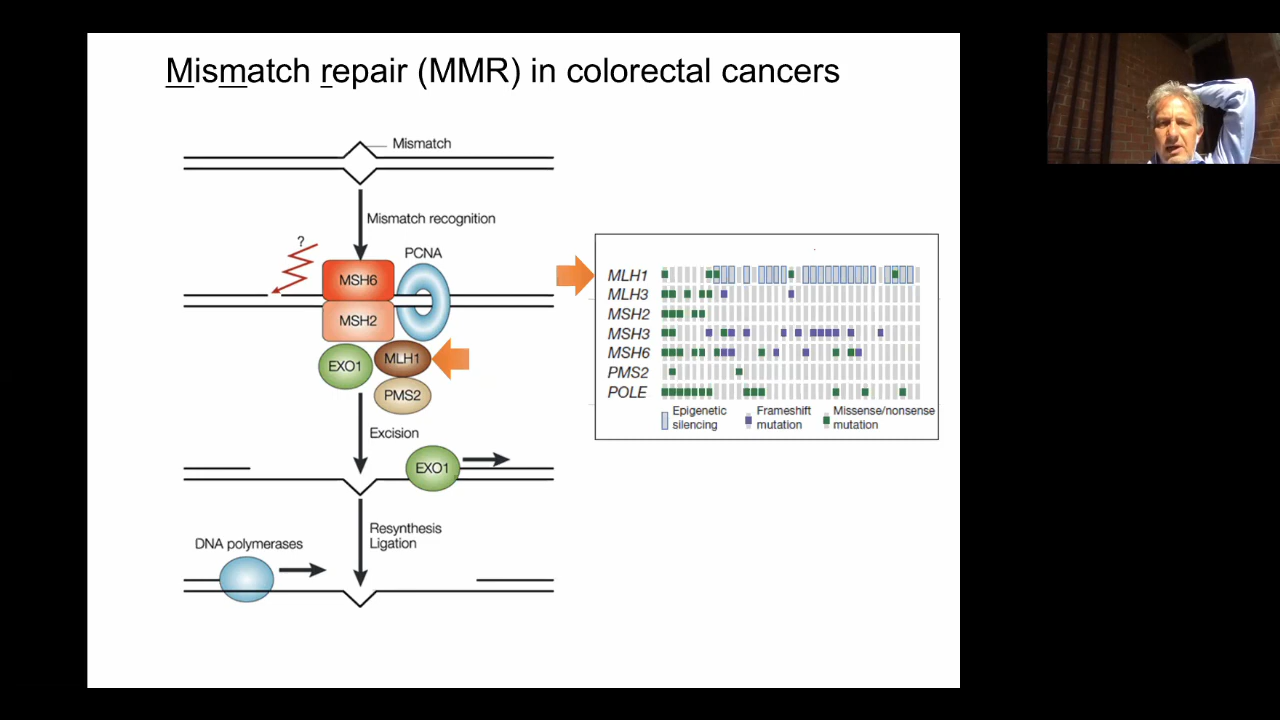 Mismatch repair (MMR) in colorectal cancers
Mismatch
Mismatch recognition
?
PCNA
MSH6
MSH2
EXO1
MLH1
PMS2
Excision
EXO1
Resynthesis
Ligation
DNA polymerases
MLH1
MLH3
MSH2
MSH3
MSH6
PMS2
POLE
Epigenetic
silencing
Frameshift
mutation
Missense/nonsense
mutation